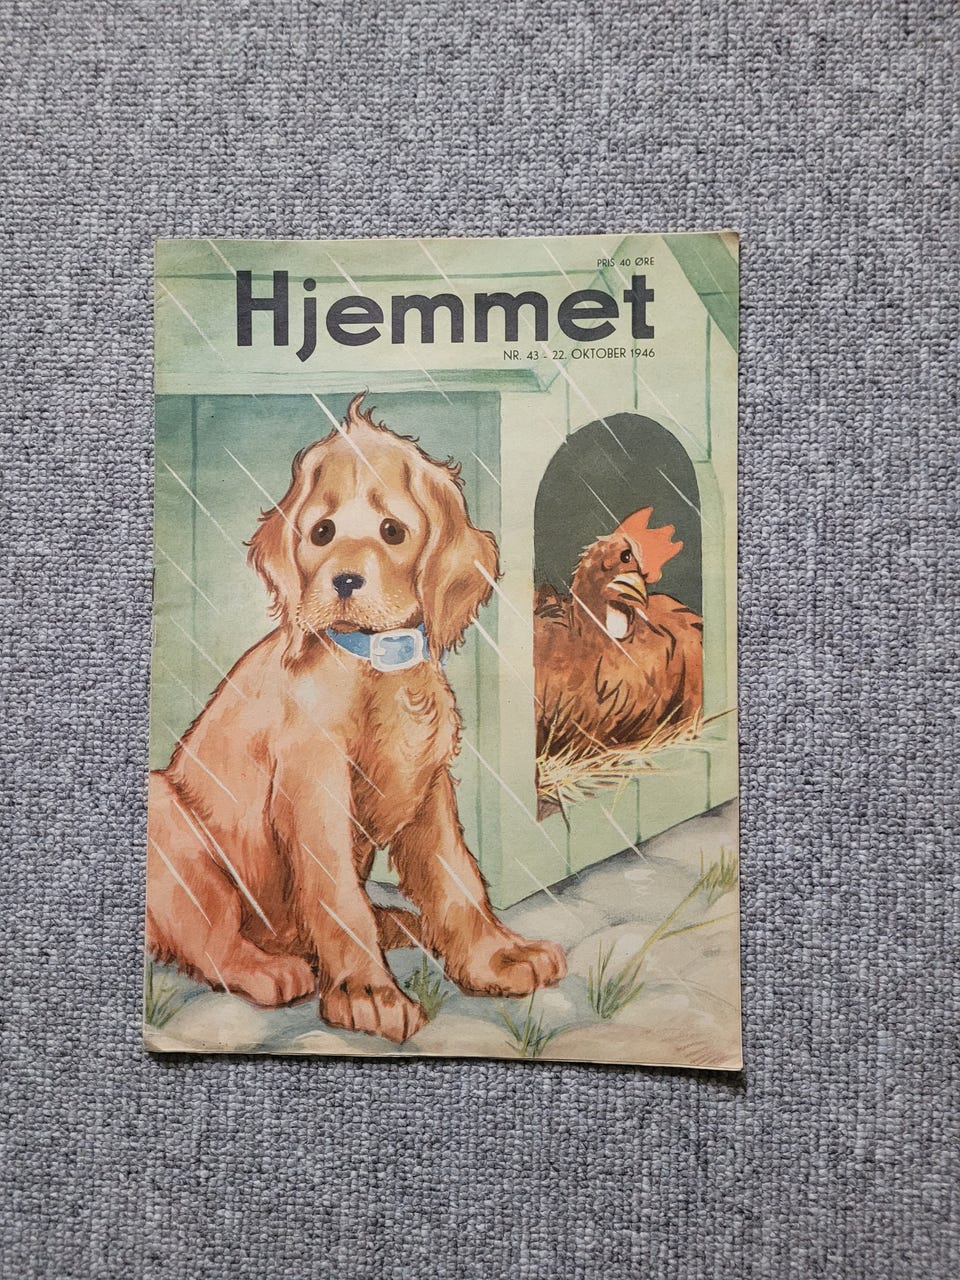 PRIS 40 ØRE
Hjemmet
NR. 43 - 22. OKTOBER 1946